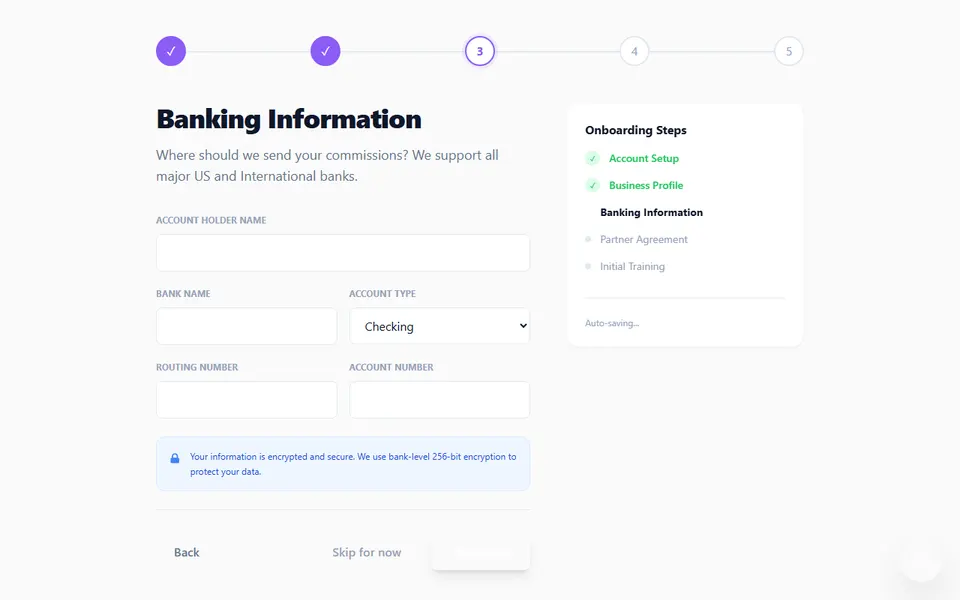 ✓ ✓ 3 4 5
Banking Information
Where should we send your commissions? We support all
major US and International banks.
ACCOUNT HOLDER NAME
BANK NAME ACCOUNT TYPE
Checking
ROUTING NUMBER ACCOUNT NUMBER
Your information is encrypted and secure. We use bank-level 256-bit encryption to
protect your data.
Back Skip for now
Onboarding Steps
✓ Account Setup
✓ Business Profile
Banking Information
Partner Agreement
Initial Training
Auto-saving...